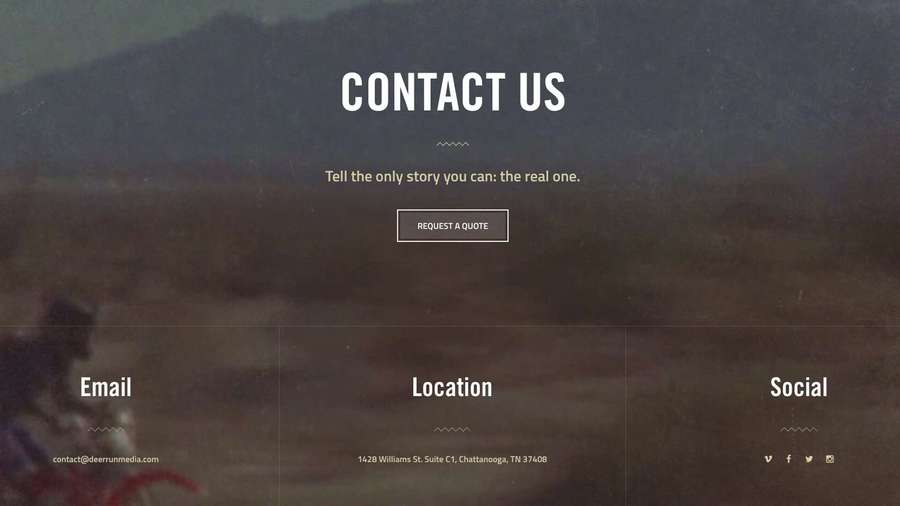 CONTACT US
Tell the only story you can: the real one.
REQUEST A QUOTE
Email
Location
Social
contact@deerrunmedia.com
1428 Williams St. Suite C1, Chattanooga, TN 37408